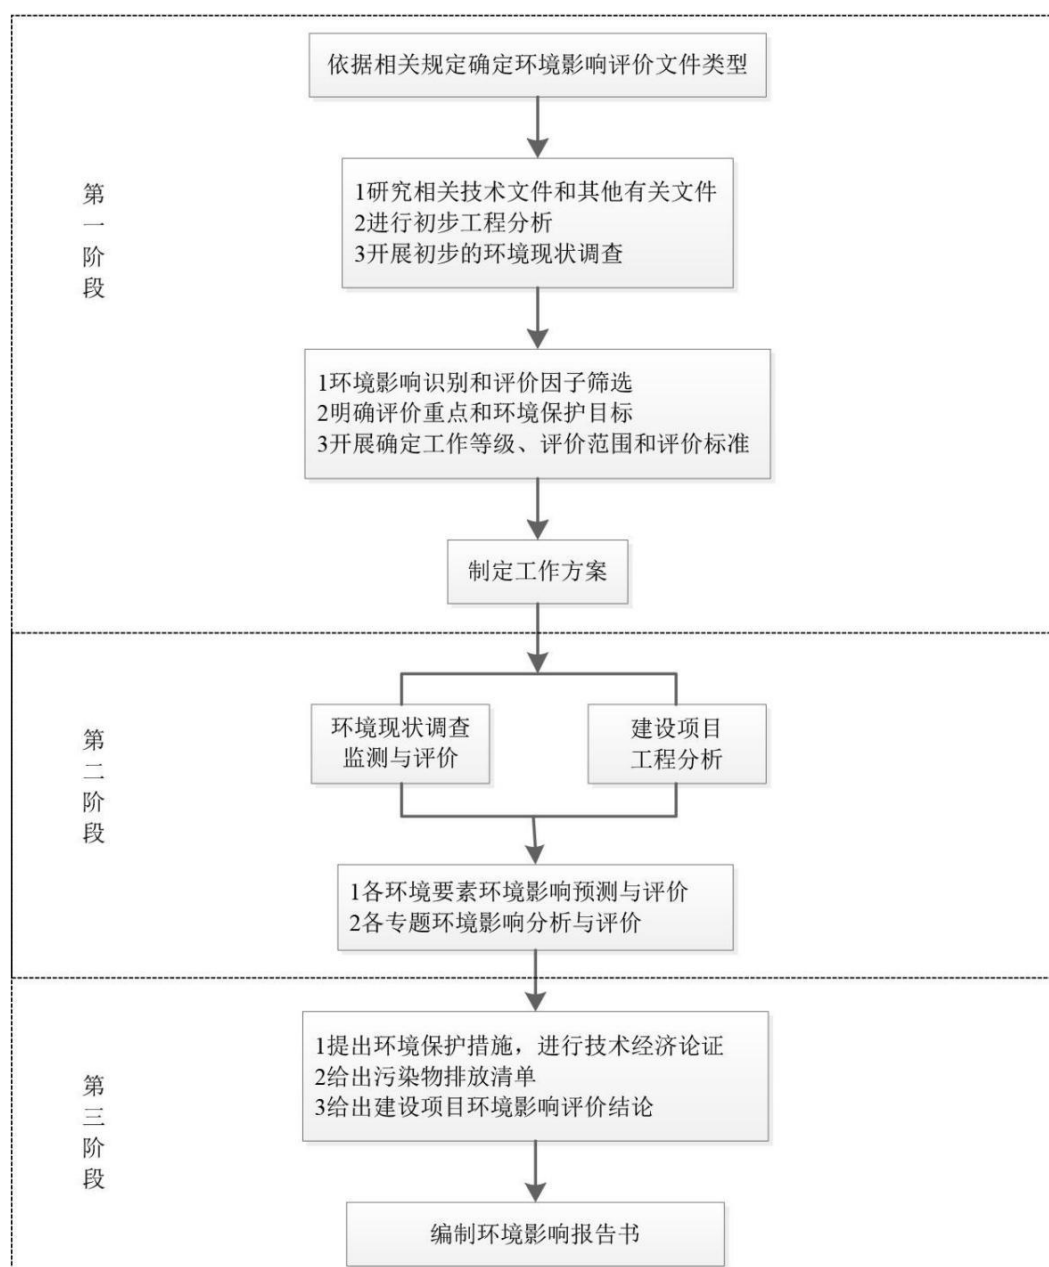 依据相关规定确定环境影响评价文件类型
第一阶段
1研究相关技术文件和其他有关文件
2进行初步工程分析
3开展初步的环境现状调查
1环境影响识别和评价因子筛选
2明确评价重点和环境保护目标
3开展确定工作等级、评价范围和评价标准
制定工作方案
第二阶段
环境现状调查
监测与评价
建设项目
工程分析
1各环境要素环境影响预测与评价
2各专题环境影响分析与评价
第三阶段
1提出环境保护措施，进行技术经济论证
2给出污染物排放清单
3给出建设项目环境影响评价结论
编制环境影响报告书